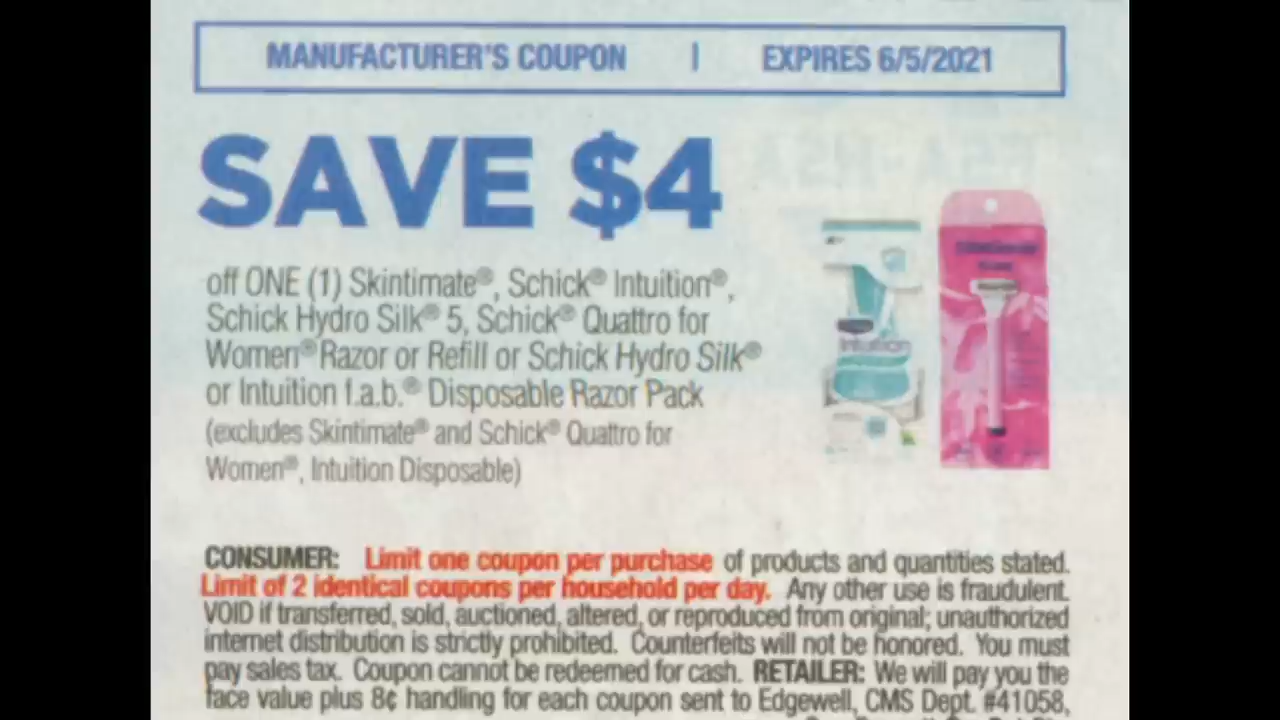 MANUFACTURER'S COUPON | EXPIRES 6/5/2021
SAVE $4
off ONE (1) Skintimate®, Schick® Intuition®,
Schick Hydro Silk® 5, Schick® Quattro for
Women® Razor or Refill or Schick Hydro Silk®
or Intuition f.a.b.® Disposable Razor Pack
(excludes Skintimate® and Schick® Quattro for
Women®, Intuition Disposable)
Intuition
CONSUMER: Limit one coupon per purchase of products and quantities stated.
Limit of 2 identical coupons per household per day. Any other use is fraudulent.
VOID if transferred, sold, auctioned, altered, or reproduced from original; unauthorized
internet distribution is strictly prohibited. Counterfeits will not be honored. You must
pay sales tax. Coupon cannot be redeemed for cash. RETAILER: We will pay you the
face value plus 8¢ handling for each coupon sent to Edgewell, CMS Dept. #41058,